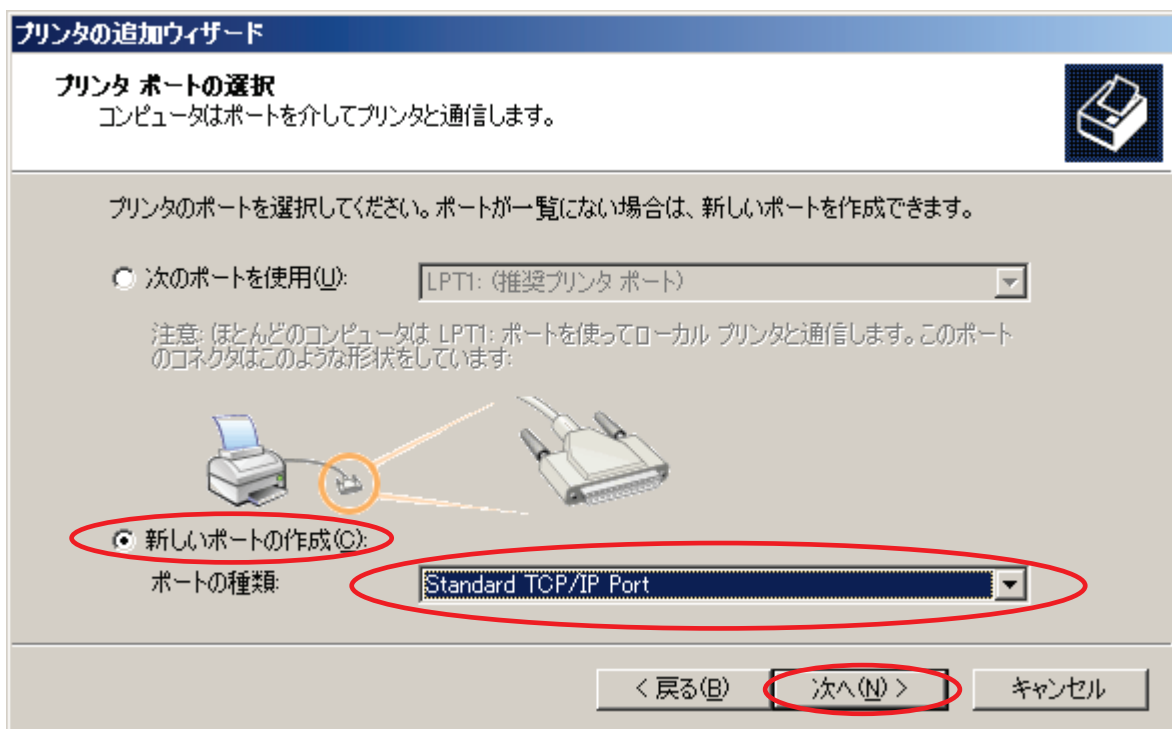 プリンタの追加ウィザード
プリンタ ポートの選択
コンピュータはポートを介してプリンタと通信します。
プリンタのポートを選択してください。ポートが一覧にない場合は、新しいポートを作成できます。
次のポートを使用(U):
LPT1: (推奨プリンタ ポート)
注意: ほとんどのコンピュータは LPT1: ポートを使ってローカル プリンタと通信します。このポート
のコネクタはこのような形状をしています:
新しいポートの作成(C):
ポートの種類:
Standard TCP/IP Port
< 戻る(B)
次へ(N) >
キャンセル